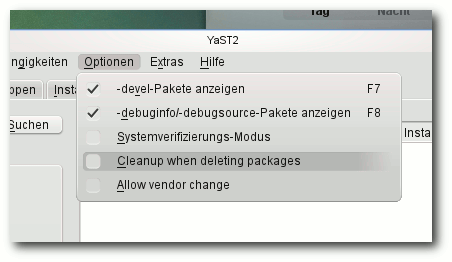 Tag Nacht
YaST2
ngigkeiten Optionen Extras Hilfe
ppen Insta
-devel-Pakete anzeigen F7
-debuginfo/-debugsource-Pakete anzeigen F8
Suchen
Insta
Systemverifizierungs-Modus
Cleanup when deleting packages
Allow vendor change